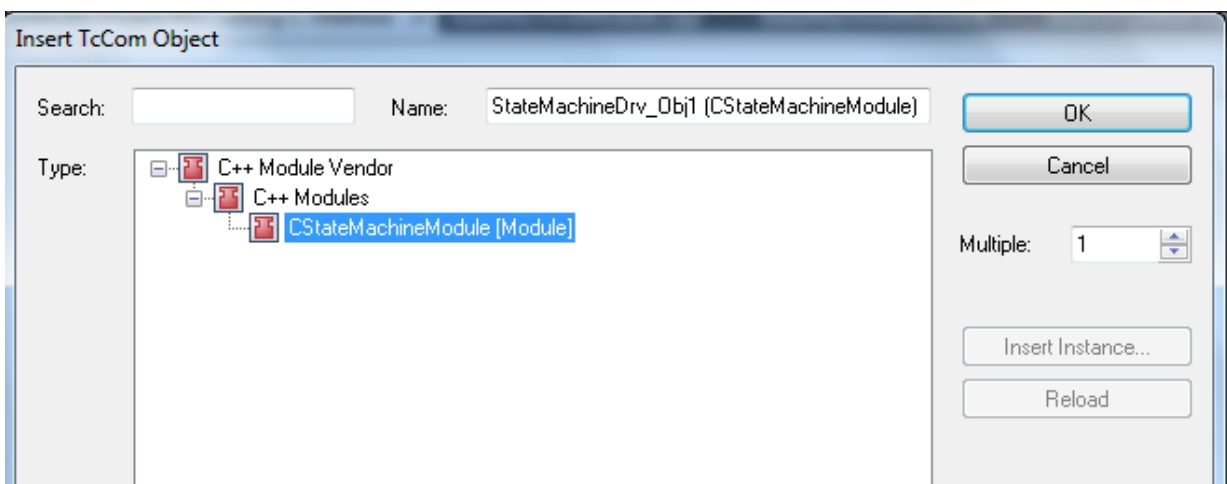 Insert TcCom Object
Search:
Name: StateMachineDrv_Obj1 (CStateMachineModule)
OK
Type:
C++ Module Vendor
Cancel
C++ Modules
CStateMachineModule [Module]
Multiple: 1
Insert Instance...
Reload